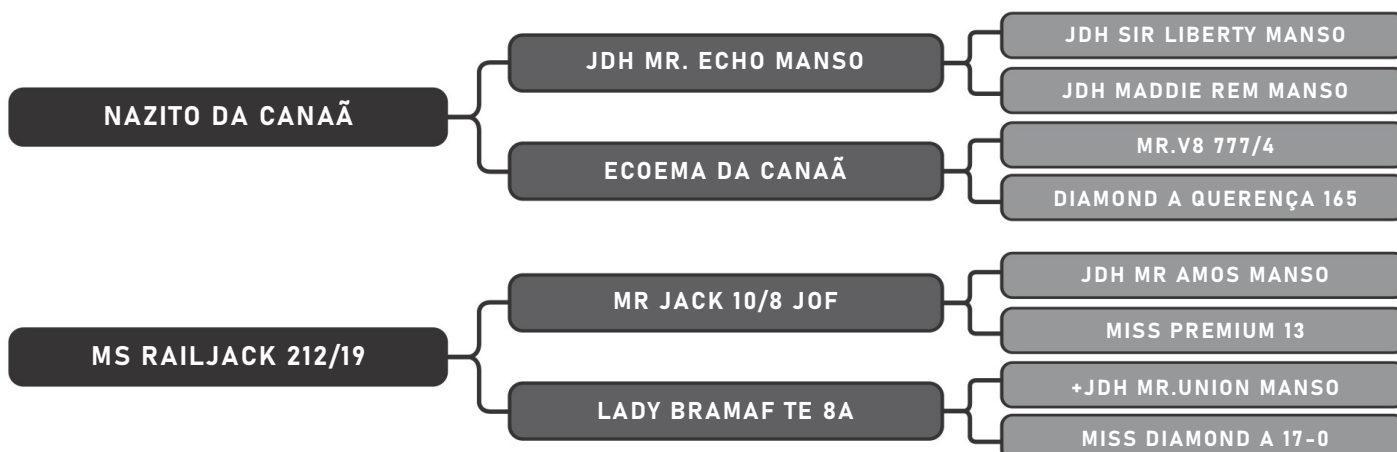 JDH SIR LIBERTY MANSO
JDH MR. ECHO MANSO
JDH MADDIE REM MANSO
NAZITO DA CANAÃ
MR.V8 777/4
ECOEMA DA CANAÃ
DIAMOND A QUERENÇA 165
JDH MR AMOS MANSO
MR JACK 10/8 JOF
MISS PREMIUM 13
MS RAILJACK 212/19
+JDH MR.UNION MANSO
LADY BRAMAF TE 8A
MISS DIAMOND A 17-0